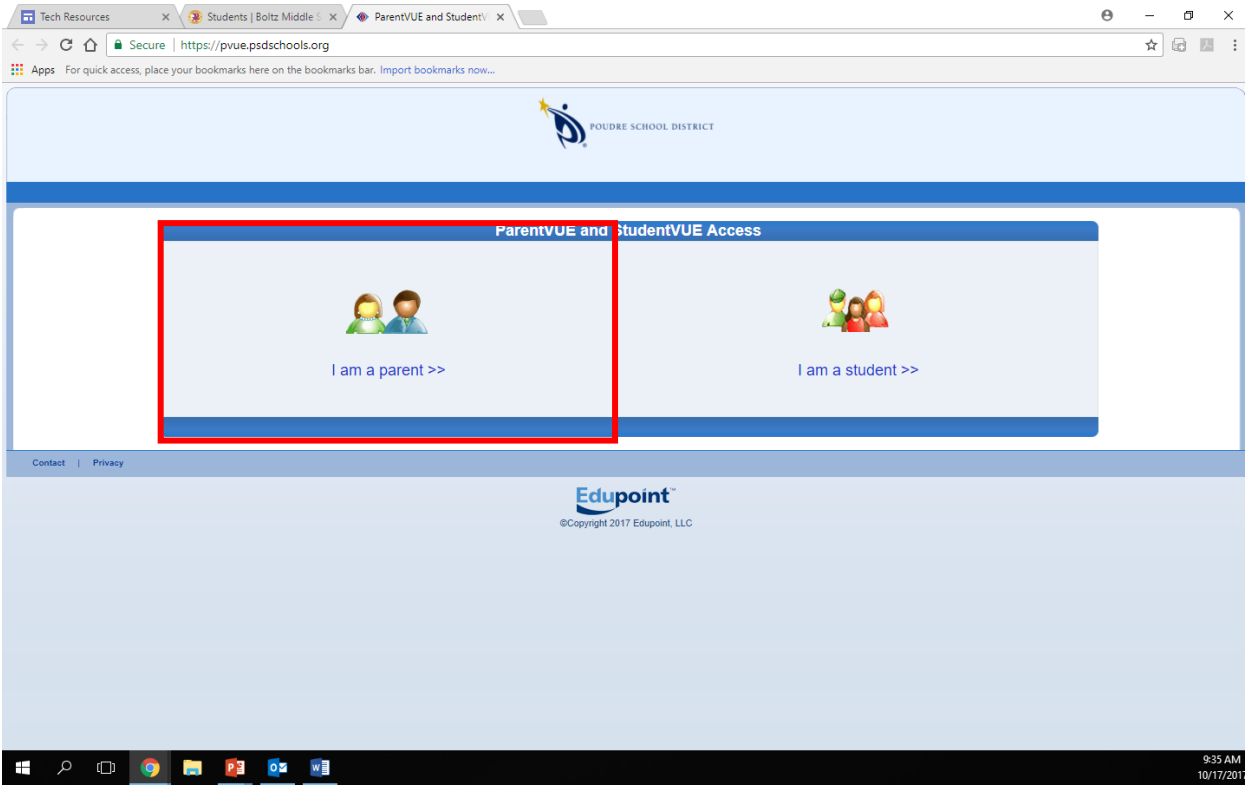 Tech Resources
Students | Boltz Middle S
ParentVUE and StudentV
Secure | https://pvue.psdschools.org
Apps For quick access, place your bookmarks here on the bookmarks bar. Import bookmarks now...
POUDRE SCHOOL DISTRICT
ParentVUE and StudentVUE Access
I am a parent >>
I am a student >>
Contact | Privacy
Edupoint™
©Copyright 2017 Edupoint, LLC
9:35 AM
10/17/2017